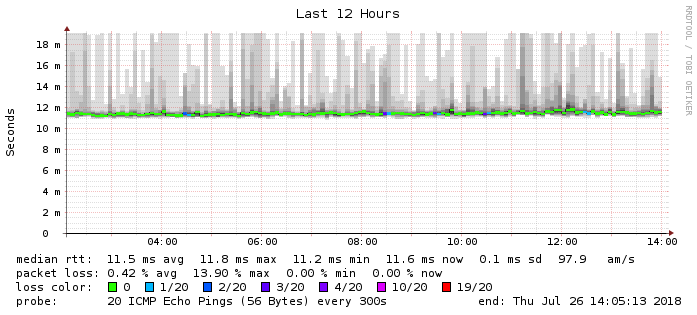 Last 12 Hours
RRDTOOL / TOBI OETIKER
Seconds
18 m
16 m
14 m
12 m
10 m
8 m
6 m
4 m
2 m
0
04:00 06:00 08:00 10:00 12:00 14:00
median rtt: 11.5 ms avg 11.8 ms max 11.2 ms min 11.6 ms now 0.1 ms sd 97.9 am/s
packet loss: 0.42 % avg 13.90 % max 0.00 % min 0.00 % now
loss color: 0 1/20 2/20 3/20 4/20 10/20 19/20
probe: 20 ICMP Echo Pings (56 Bytes) every 300s end: Thu Jul 26 14:05:13 2018